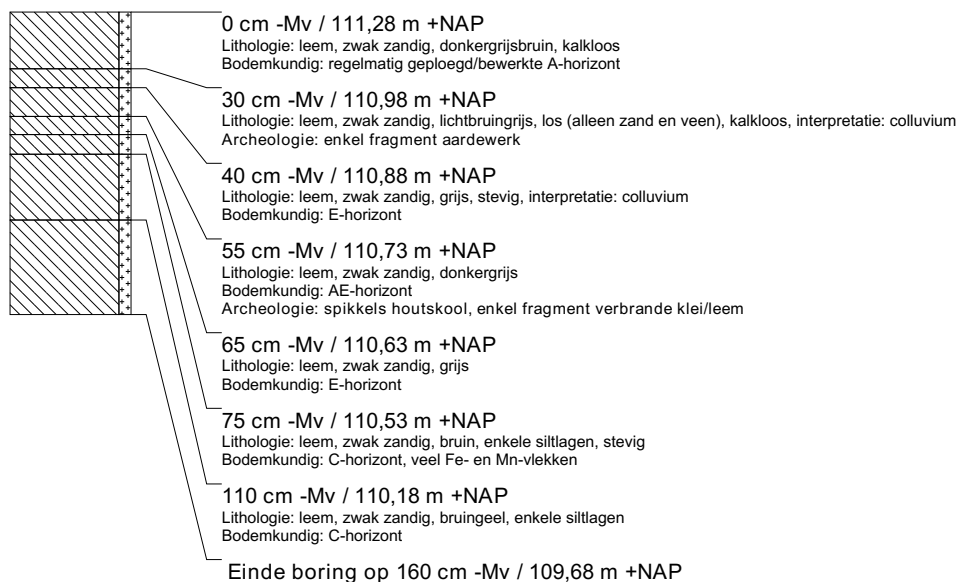 0 cm -Mv / 111,28 m +NAP
Lithologie: leem, zwak zandig, donkergrijsbruin, kalkloos
Bodemkundig: regelmatig geploegd/bewerkte A-horizont
30 cm -Mv / 110,98 m +NAP
Lithologie: leem, zwak zandig, lichtbruingrijs, los (alleen zand en veen), kalkloos, interpretatie: colluvium
Archeologie: enkel fragment aardewerk
40 cm -Mv / 110,88 m +NAP
Lithologie: leem, zwak zandig, grijs, stevig, interpretatie: colluvium
Bodemkundig: E-horizont
55 cm -Mv / 110,73 m +NAP
Lithologie: leem, zwak zandig, donkergrijs
Bodemkundig: AE-horizont
Archeologie: spikkels houtskool, enkel fragment verbrande klei/leem
65 cm -Mv / 110,63 m +NAP
Lithologie: leem, zwak zandig, grijs
Bodemkundig: E-horizont
75 cm -Mv / 110,53 m +NAP
Lithologie: leem, zwak zandig, bruin, enkele siltlagen, stevig
Bodemkundig: C-horizont, veel Fe- en Mn-vlekken
110 cm -Mv / 110,18 m +NAP
Lithologie: leem, zwak zandig, bruingeel, enkele siltlagen
Bodemkundig: C-horizont
Einde boring op 160 cm -Mv / 109,68 m +NAP